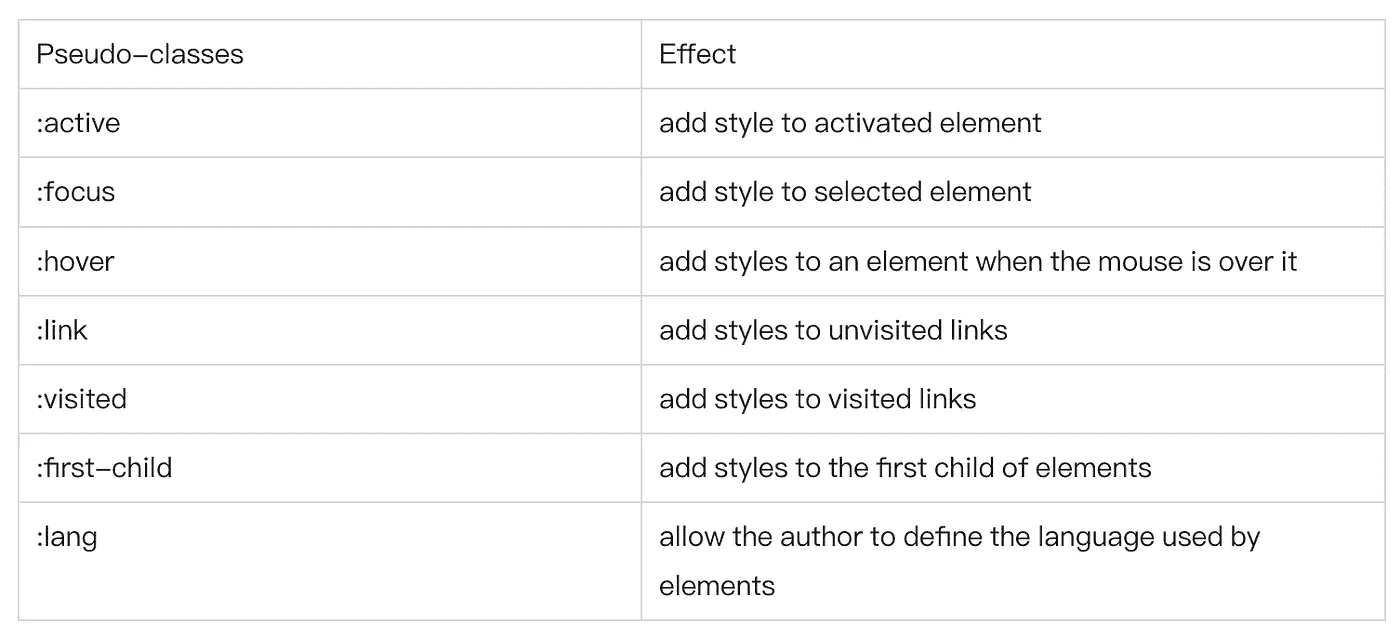 Pseudo–classes
Effect
:active
add style to activated element
:focus
add style to selected element
:hover
add styles to an element when the mouse is over it
:link
add styles to unvisited links
:visited
add styles to visited links
:first–child
add styles to the first child of elements
:lang
allow the author to define the language used by
elements